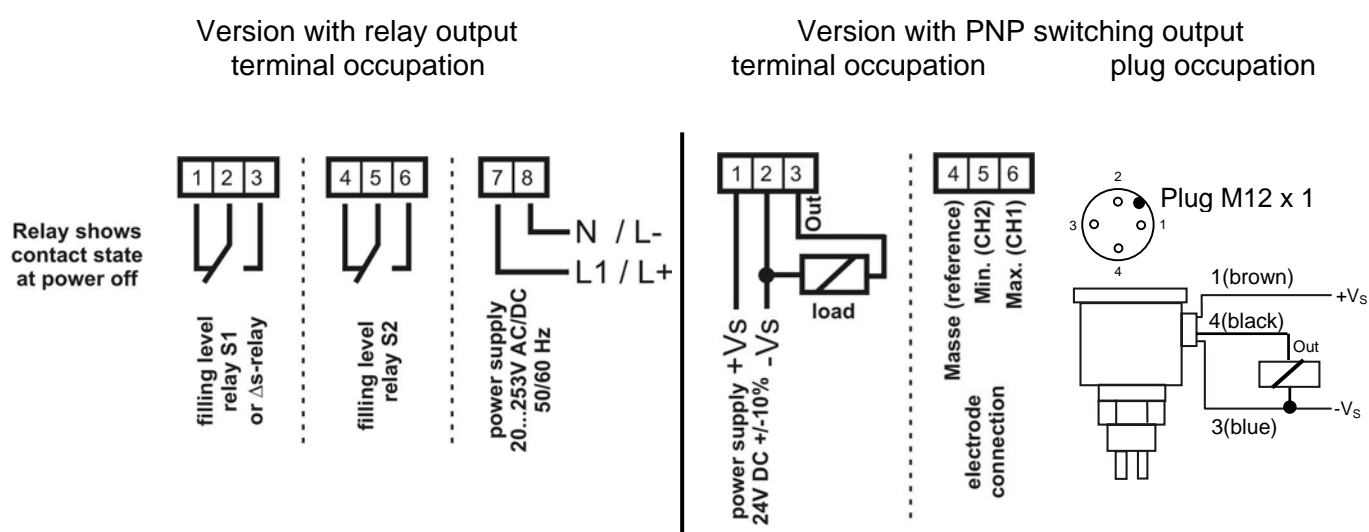 Version with relay output
terminal occupation
Version with PNP switching output
terminal occupation
plug occupation
Relay shows
contact state
at power off
1 2 3
filling level
relay S1
or Δs-relay
4 5 6
filling level
relay S2
7 8
N / L-
L1 / L+
power supply
20...253V AC/DC
50/60 Hz
1 2 3
Out
load
+Vs
-Vs
power supply
24V DC +/-10%
4 5 6
Masse (reference)
Min. (CH2)
Max. (CH1)
electrode
connection
2
3
1
4
Plug M12 x 1
1(brown)
+Vs
4(black)
Out
-Vs
3(blue)